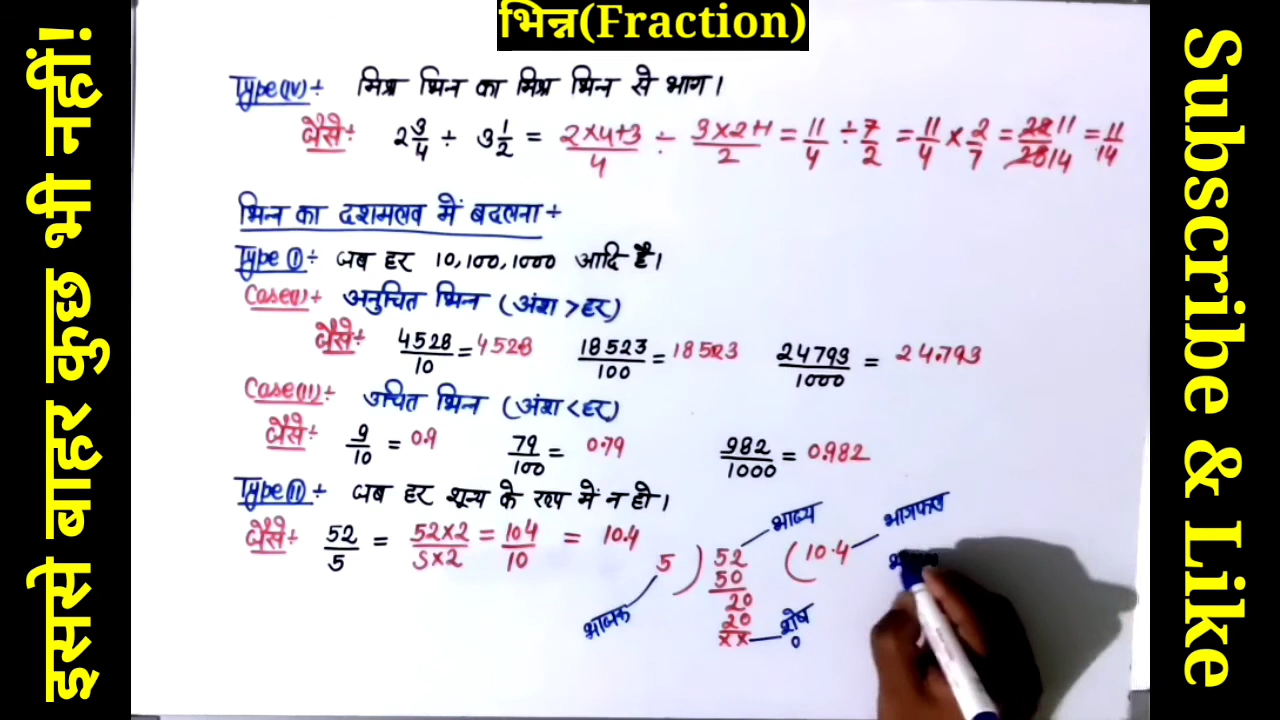 भिन्न(Fraction)
इससे बाहर कुछ भी नहीं!
Type(IV)÷ मिश्र भिन्न का मिश्र भिन्न से भाग।
जैसे÷ 2 3/4 ÷ 3 1/2 = 2×4+3/4 ÷ 3×2+1/2 = 11/4 ÷ 7/2 = 11/4 × 2/7 = 22/28 11/14 = 11/14
भिन्न का दशमलव में बदलना÷
Type(I)÷ जब हर 10,100,1000 आदि है।
Case(I)÷ अनुचित भिन्न (अंश > हर)
जैसे÷ 4528/10 = 452.8 18523/100 = 185.23 24793/1000 = 24.793
Case(II)÷ उचित भिन्न (अंश < हर)
जैसे÷ 9/10 = 0.9 79/100 = 0.79 982/1000 = 0.982
Type(II)÷ जब हर शून्य के रूप में न हो।
जैसे÷ 52/5 = 52×2/5×2 = 104/10 = 10.4
5 ) 52 ( 10.4
50
20
20
××
भाज्य
भागफल
भाजक
शेष
0
Subscribe & Like